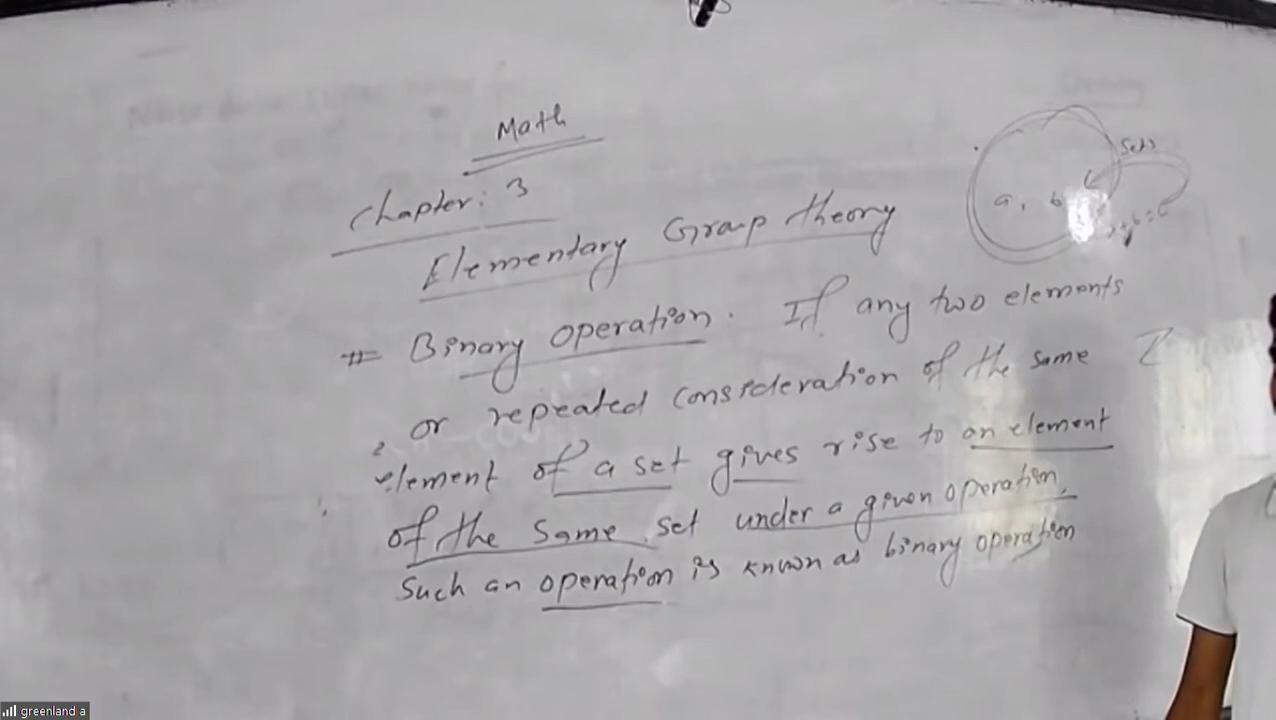 Math
Chapter: 3
Elementary Group theory
Sets
a, b
# Binary operation. If any two elements
or repeated consideration of the same
element of a set gives rise to an element
of the same set under a given operation,
Such an operation is known as binary operation
greenland a